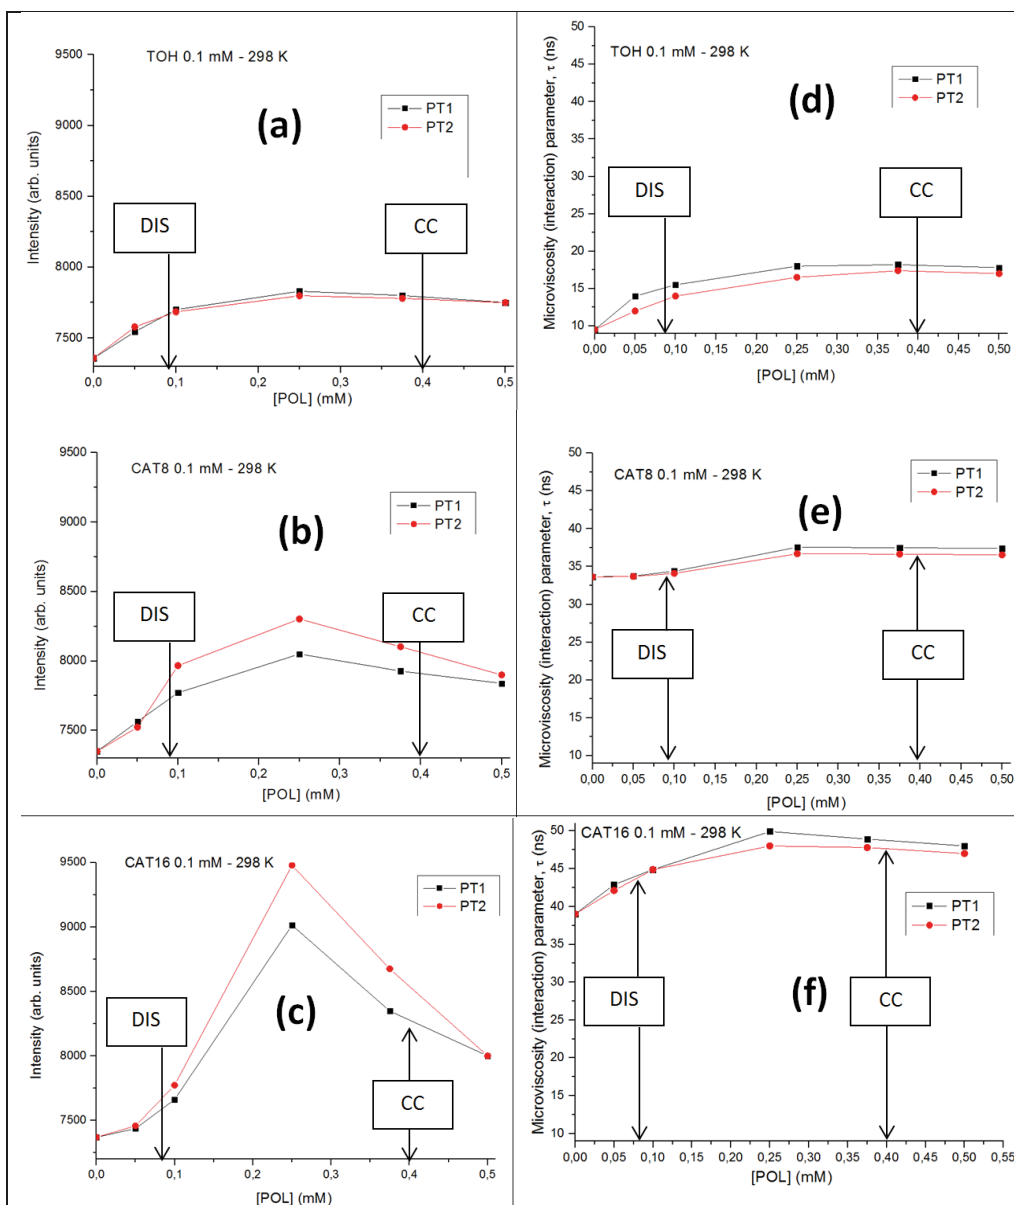 9500
9000
8500
8000
7500
Intensity (arb. units)
TOH 0.1 mM - 298 K
PT1
PT2
(a)
DIS
CC
0,0 0,1 0,2 0,3 0,4 0,5
[POL] (mM)
50
45
40
35
30
25
20
15
10
Microviscosity (interaction) parameter, τ (ns)
TOH 0.1 mM - 298 K
PT1
PT2
(d)
DIS
CC
0,00 0,05 0,10 0,15 0,20 0,25 0,30 0,35 0,40 0,45 0,50
[POL] (mM)
9500
9000
8500
8000
7500
Intensity (arb. units)
CAT8 0.1 mM - 298 K
PT1
PT2
(b)
DIS
CC
0,0 0,1 0,2 0,3 0,4 0,5
[POL] (mM)
50
45
40
35
30
25
20
15
10
Microviscosity (interaction) parameter, τ (ns)
CAT8 0.1 mM - 298 K
PT1
PT2
(e)
DIS
CC
0,00 0,05 0,10 0,15 0,20 0,25 0,30 0,35 0,40 0,45 0,50
[POL] (mM)
9500
9000
8500
8000
7500
Intensity (arb. units)
CAT16 0.1 mM - 298 K
PT1
PT2
(c)
DIS
CC
0,0 0,1 0,2 0,3 0,4 0,5
[POL] (mM)
50
45
40
35
30
25
20
15
10
Microviscosity (interaction) parameter, τ (ns)
CAT16 0.1 mM - 298 K
PT1
PT2
(f)
DIS
CC
0,00 0,05 0,10 0,15 0,20 0,25 0,30 0,35 0,40 0,45 0,50 0,55
[POL] (mM)